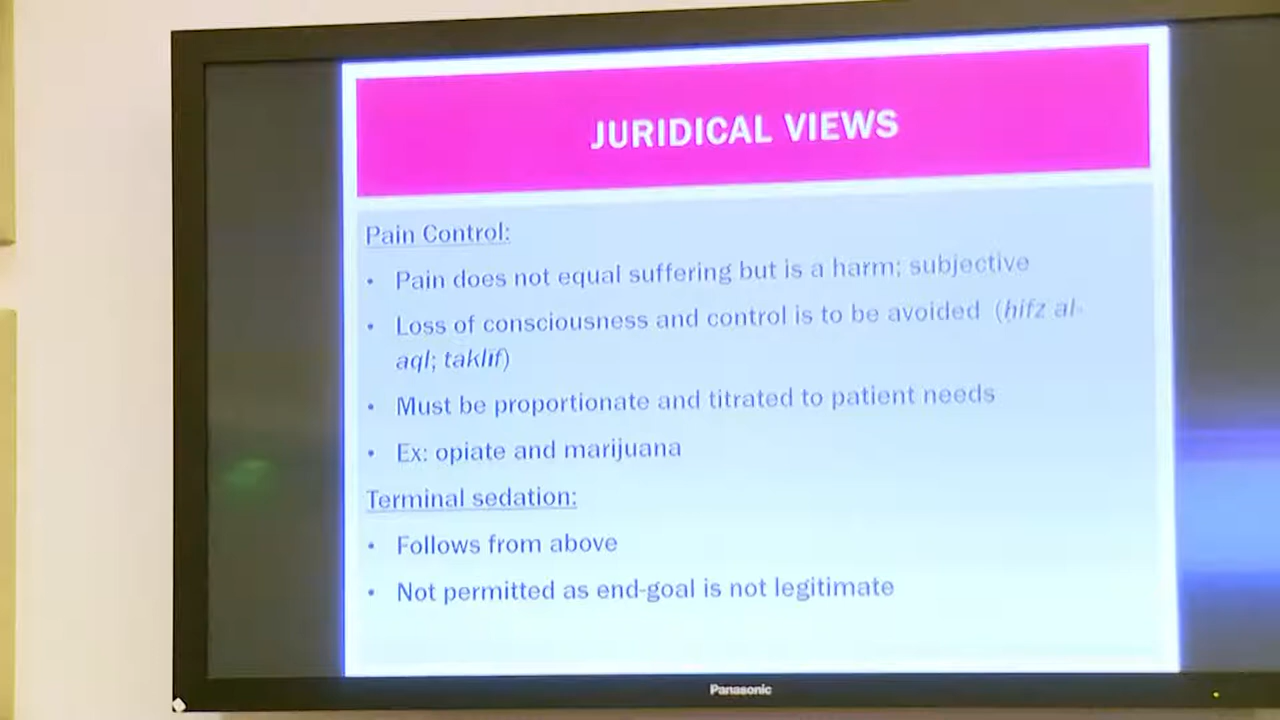 JURIDICAL VIEWS
Pain Control:
• Pain does not equal suffering but is a harm; subjective
• Loss of consciousness and control is to be avoided (ḥifz al-
aql; taklīf)
• Must be proportionate and titrated to patient needs
• Ex: opiate and marijuana
Terminal sedation:
• Follows from above
• Not permitted as end-goal is not legitimate
Panasonic